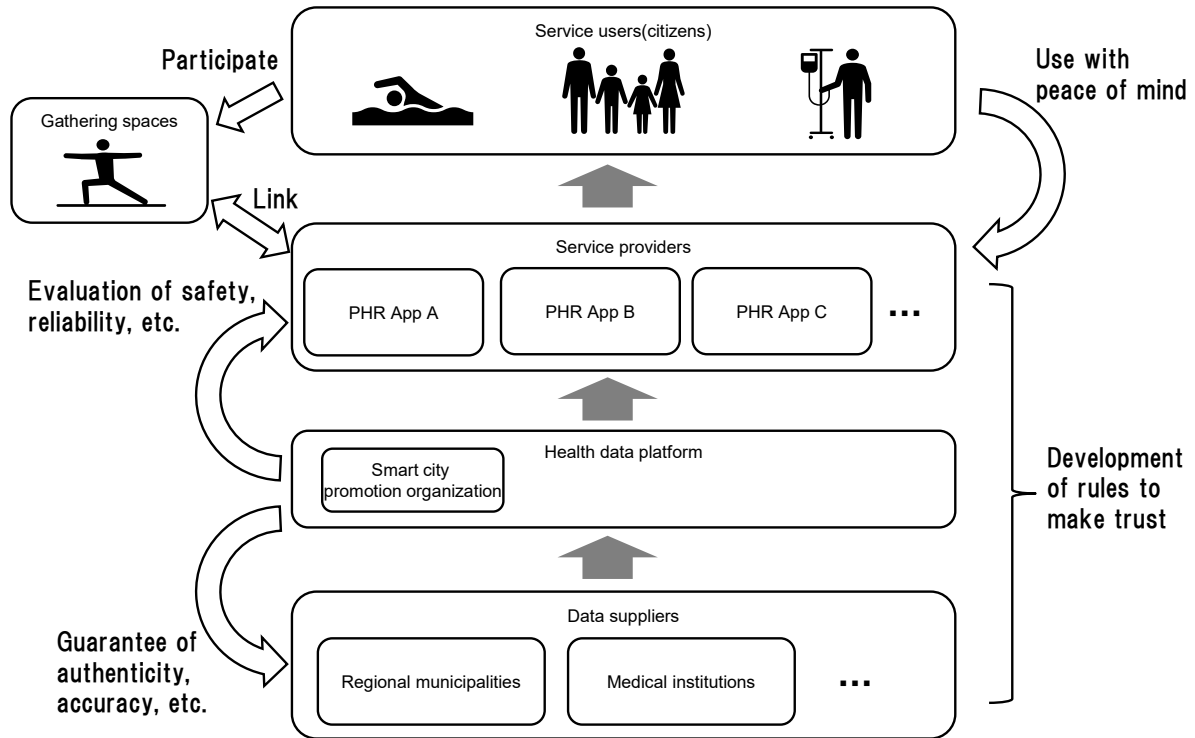 Service users(citizens)
Participate
Use with
peace of mind
Gathering spaces
Link
Service providers
Evaluation of safety,
reliability, etc.
PHR App A
PHR App B
PHR App C
...
Health data platform
Smart city
promotion organization
Development
of rules to
make trust
Data suppliers
Guarantee of
authenticity,
accuracy, etc.
Regional municipalities
Medical institutions
...